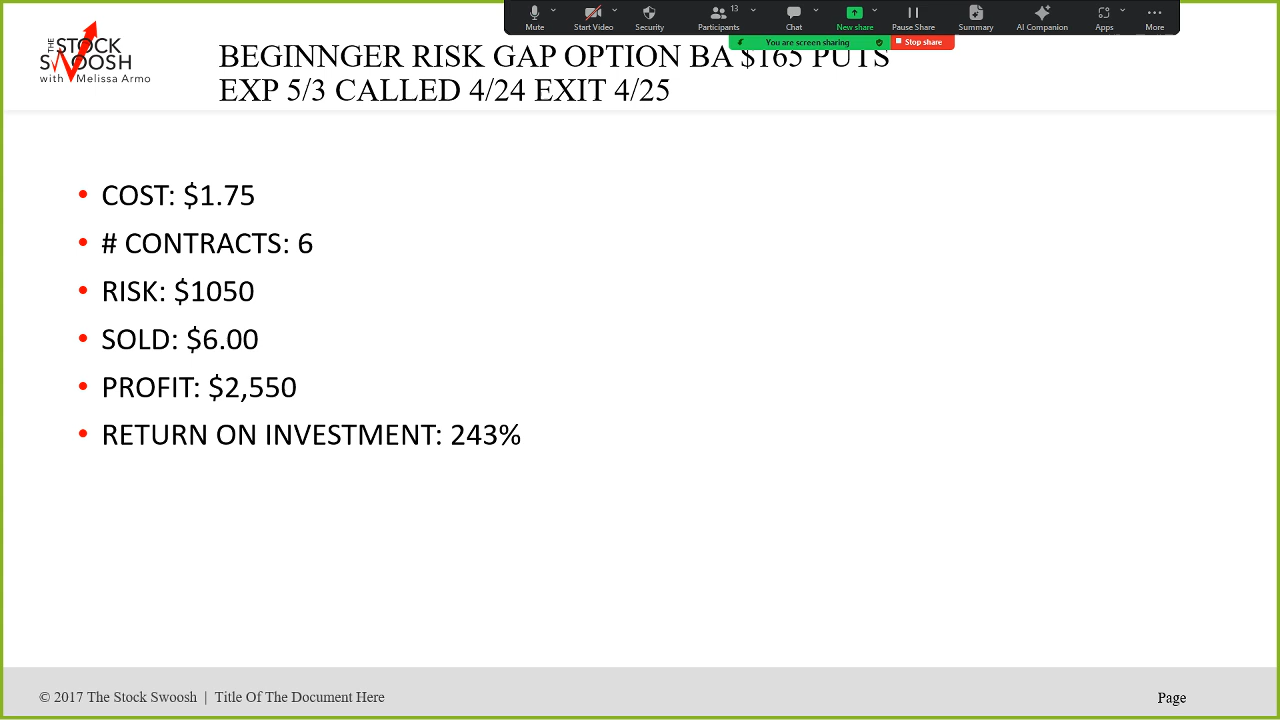 Mute
Start Video
Security
Participants
13
Chat
New share
Pause Share
Summary
AI Companion
Apps
More
You are screen sharing
Stop share
THE
STOCK
SWOOSH
with Melissa Armo
BEGINNGER RISK GAP OPTION BA $165 PUTS
EXP 5/3 CALLED 4/24 EXIT 4/25
• COST: $1.75
• # CONTRACTS: 6
• RISK: $1050
• SOLD: $6.00
• PROFIT: $2,550
• RETURN ON INVESTMENT: 243%
© 2017 The Stock Swoosh | Title Of The Document Here
Page